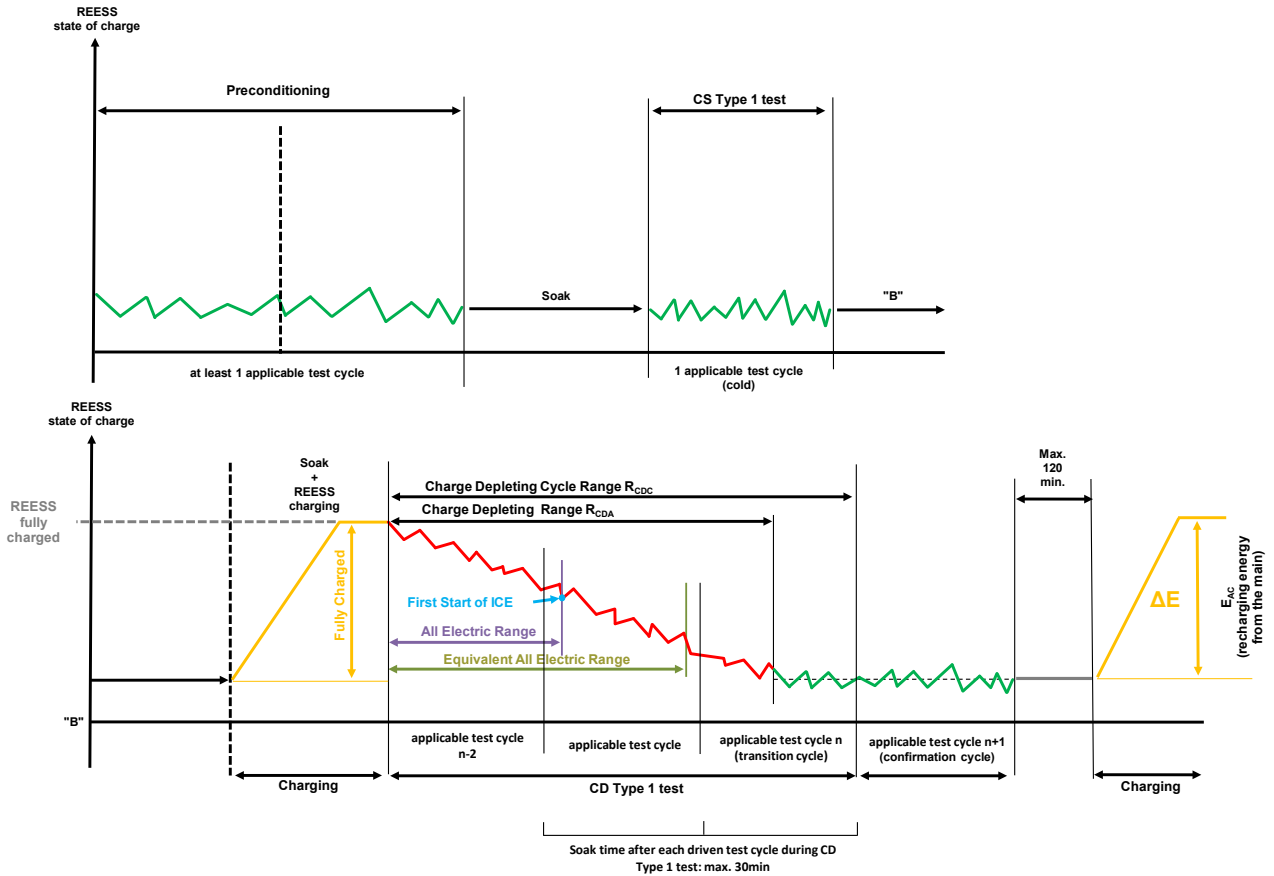 REESS
state of charge
Preconditioning
CS Type 1 test
Soak
"B"
at least 1 applicable test cycle
1 applicable test cycle
(cold)
REESS
state of charge
REESS
fully
charged
Soak
+
REESS
charging
Max.
120
min.
Charge Depleting Cycle Range RCDC
Charge Depleting Range RCDA
Fully Charged
First Start of ICE
All Electric Range
Equivalent All Electric Range
ΔE
EAC
(recharging energy
from the main)
"B"
applicable test cycle
n-2
applicable test cycle
applicable test cycle n
(transition cycle)
applicable test cycle n+1
(confirmation cycle)
Charging
CD Type 1 test
Charging
Soak time after each driven test cycle during CD
Type 1 test: max. 30min